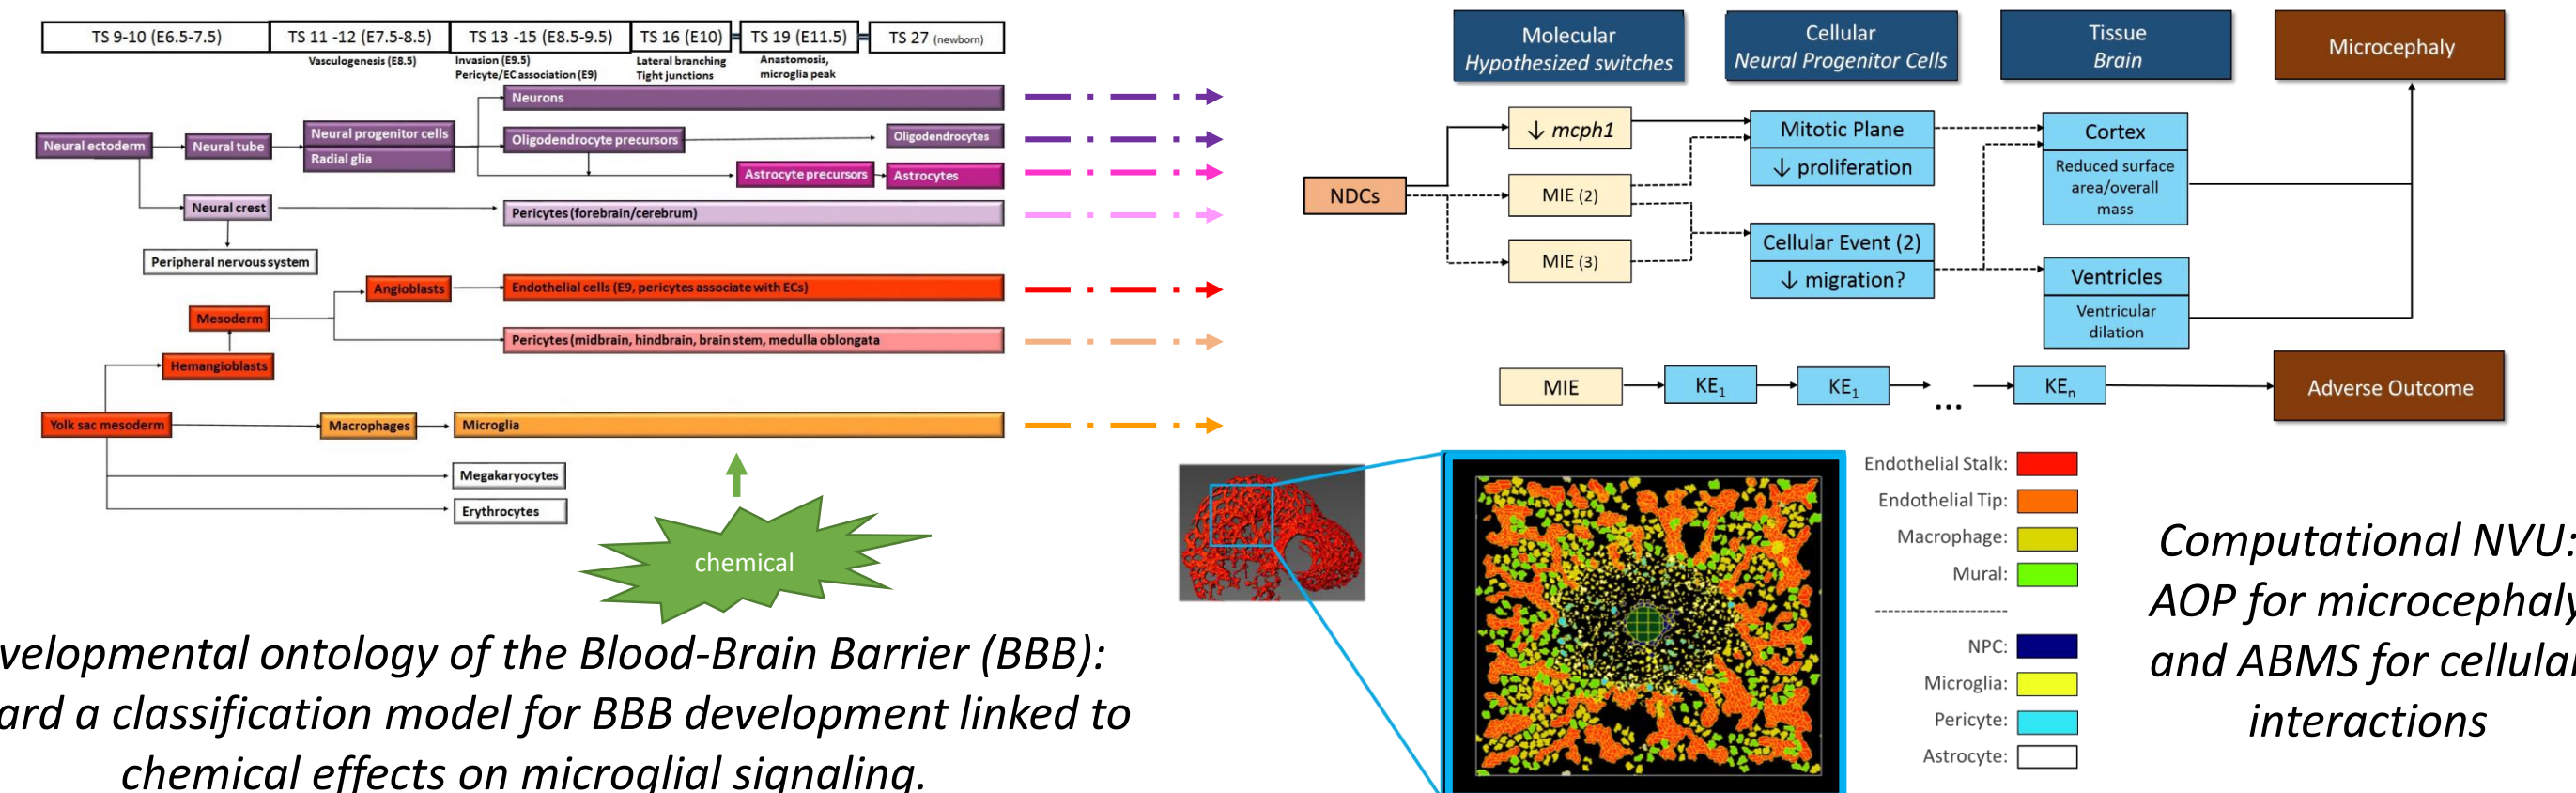 TS 9-10 (E6.5-7.5)
TS 11 -12 (E7.5-8.5)
TS 13 -15 (E8.5-9.5)
TS 16 (E10)
TS 19 (E11.5)
TS 27 (newborn)
Vasculogenesis (E8.5)
Invasion (E9.5)
Pericyte/EC association (E9)
Lateral branching
Tight junctions
Anastomosis,
microglia peak
Neurons
Neural ectoderm
Neural tube
Neural progenitor cells
Radial glia
Oligodendrocyte precursors
Oligodendrocytes
Astrocyte precursors
Astrocytes
Neural crest
Pericytes (forebrain/cerebrum)
Peripheral nervous system
Angioblasts
Endothelial cells (E9, pericytes associate with ECs)
Mesoderm
Pericytes (midbrain, hindbrain, brain stem, medulla oblongata
Hemangioblasts
Yolk sac mesoderm
Macrophages
Microglia
Megakaryocytes
Erythrocytes
chemical
velopmental ontology of the Blood-Brain Barrier (BBB):
ard a classification model for BBB development linked to
chemical effects on microglial signaling.
Molecular
Hypothesized switches
Cellular
Neural Progenitor Cells
Tissue
Brain
Microcephaly
NDCs
↓ mcph1
MIE (2)
MIE (3)
Mitotic Plane
↓ proliferation
Cellular Event (2)
↓ migration?
Cortex
Reduced surface
area/overall
mass
Ventricles
Ventricular
dilation
MIE
KE1
KE1
...
KEn
Adverse Outcome
Endothelial Stalk:
Endothelial Tip:
Macrophage:
Mural:
---------------------
NPC:
Microglia:
Pericyte:
Astrocyte:
Computational NVU:
AOP for microcephaly
and ABMS for cellular
interactions